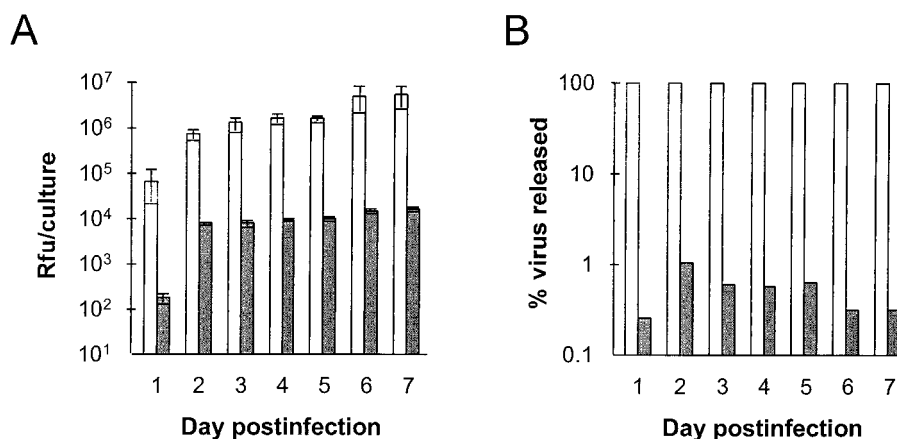 A
Rfu/culture
10⁷
10⁶
10⁵
10⁴
10³
10²
10¹
1 2 3 4 5 6 7
Day postinfection
B
% virus released
100
10
1
0.1
1 2 3 4 5 6 7
Day postinfection